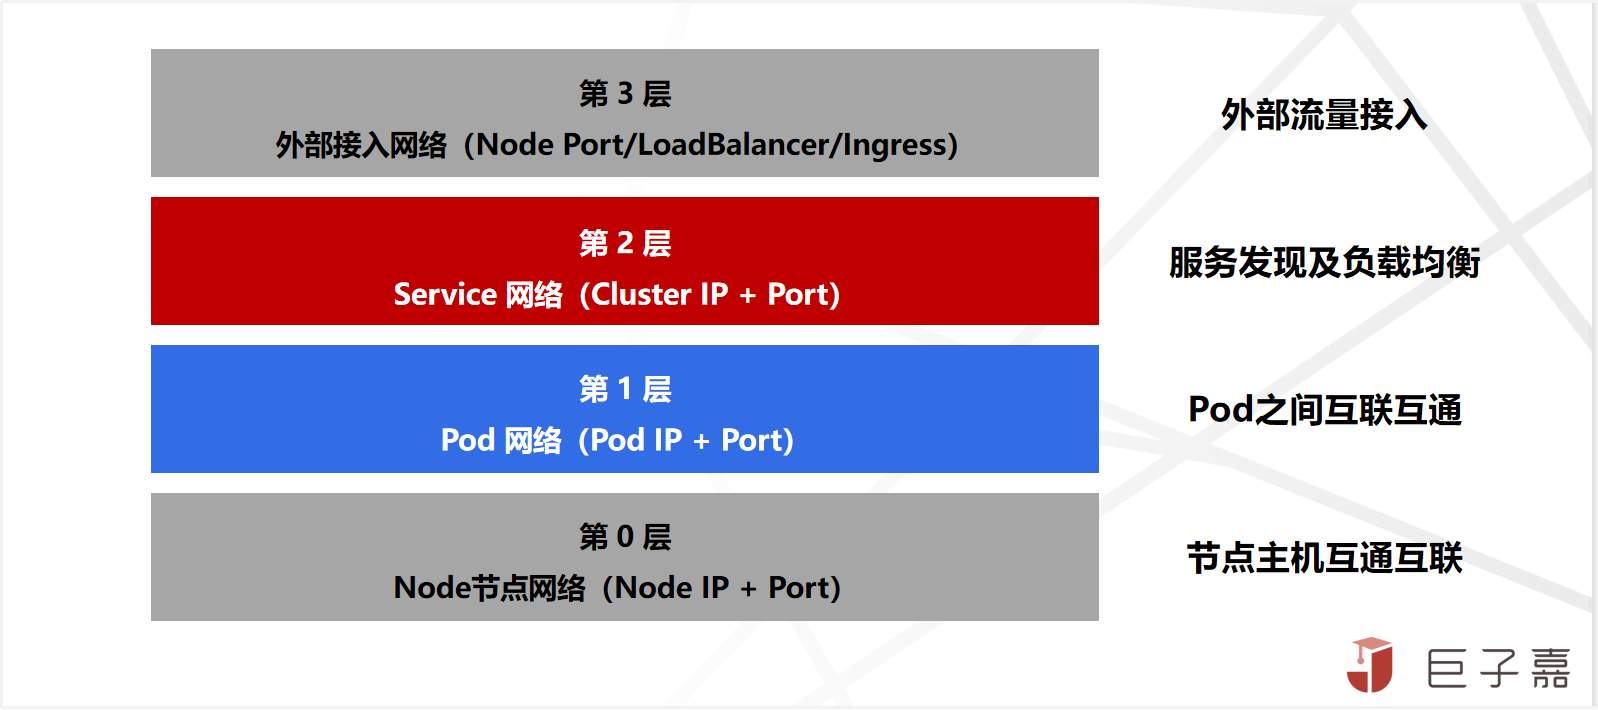 第 3 层
外部接入网络（Node Port/LoadBalancer/Ingress）
外部流量接入
第 2 层
Service 网络（Cluster IP + Port）
服务发现及负载均衡
第 1 层
Pod 网络（Pod IP + Port）
Pod之间互联互通
第 0 层
Node节点网络（Node IP + Port）
节点主机互通互联
巨子嘉